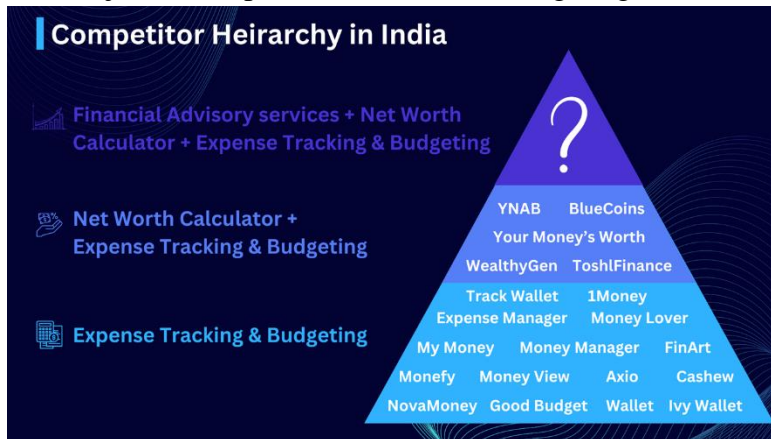 Competitor Heirarchy in India
Financial Advisory services + Net Worth
Calculator + Expense Tracking & Budgeting
?
Net Worth Calculator +
Expense Tracking & Budgeting
YNAB BlueCoins
Your Money's Worth
WealthyGen ToshlFinance
Expense Tracking & Budgeting
Track Wallet 1Money
Expense Manager Money Lover
My Money Money Manager FinArt
Monefy Money View Axio Cashew
NovaMoney Good Budget Wallet Ivy Wallet